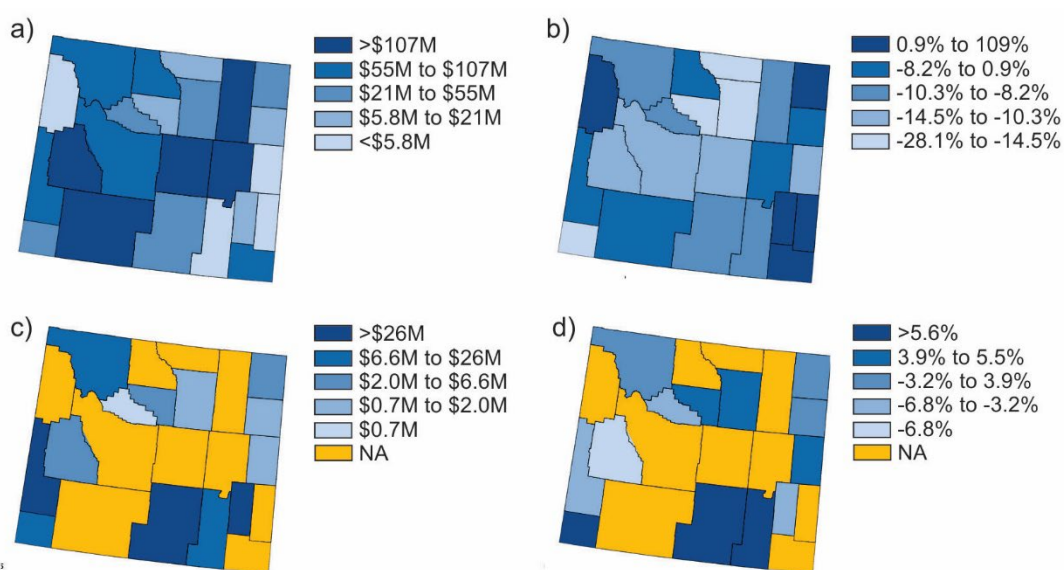 a)
>$107M
$55M to $107M
$21M to $55M
$5.8M to $21M
<$5.8M
b)
0.9% to 109%
-8.2% to 0.9%
-10.3% to -8.2%
-14.5% to -10.3%
-28.1% to -14.5%
c)
>$26M
$6.6M to $26M
$2.0M to $6.6M
$0.7M to $2.0M
$0.7M
NA
d)
>5.6%
3.9% to 5.5%
-3.2% to 3.9%
-6.8% to -3.2%
-6.8%
NA